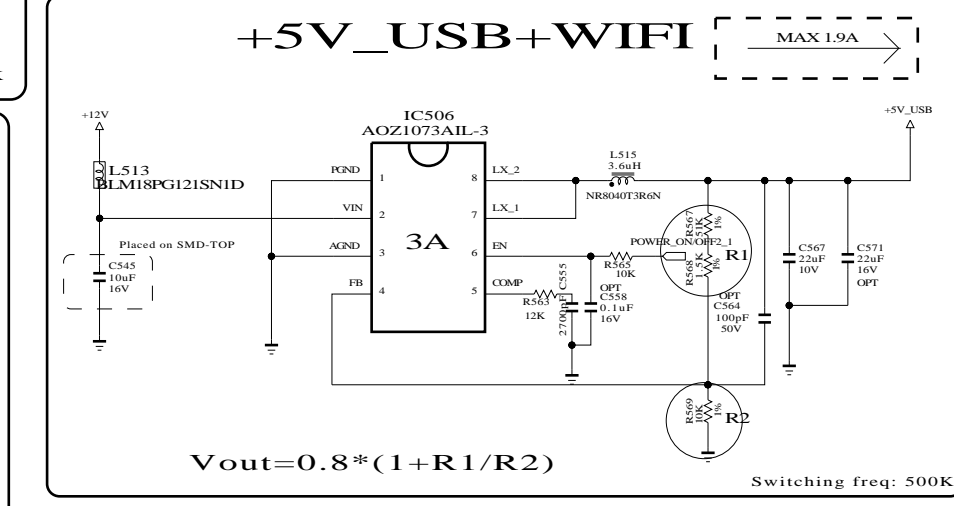 +5V_USB+WIFI
MAX 1.9A
+12V
IC506
AOZ1073AIL-3
+5V_USB
L513
BLM18PG121SN1D
PGND
1
8
LX_2
L515
3.6uH
NR8040T3R6N
VIN
2
7
LX_1
3A
R567
51K
1%
Placed on SMD-TOP
AGND
3
6
EN
POWER_ON/OFF2_1
R565
10K
R568
1.5K
1%
R1
C545
10uF
16V
C567
22uF
10V
C571
22uF
16V
OPT
FB
4
5
COMP
R563
12K
C555
2700pF
OPT
C558
0.1uF
16V
OPT
C564
100pF
50V
R569
10K
1%
R2
Vout=0.8*(1+R1/R2)
Switching freq: 500K